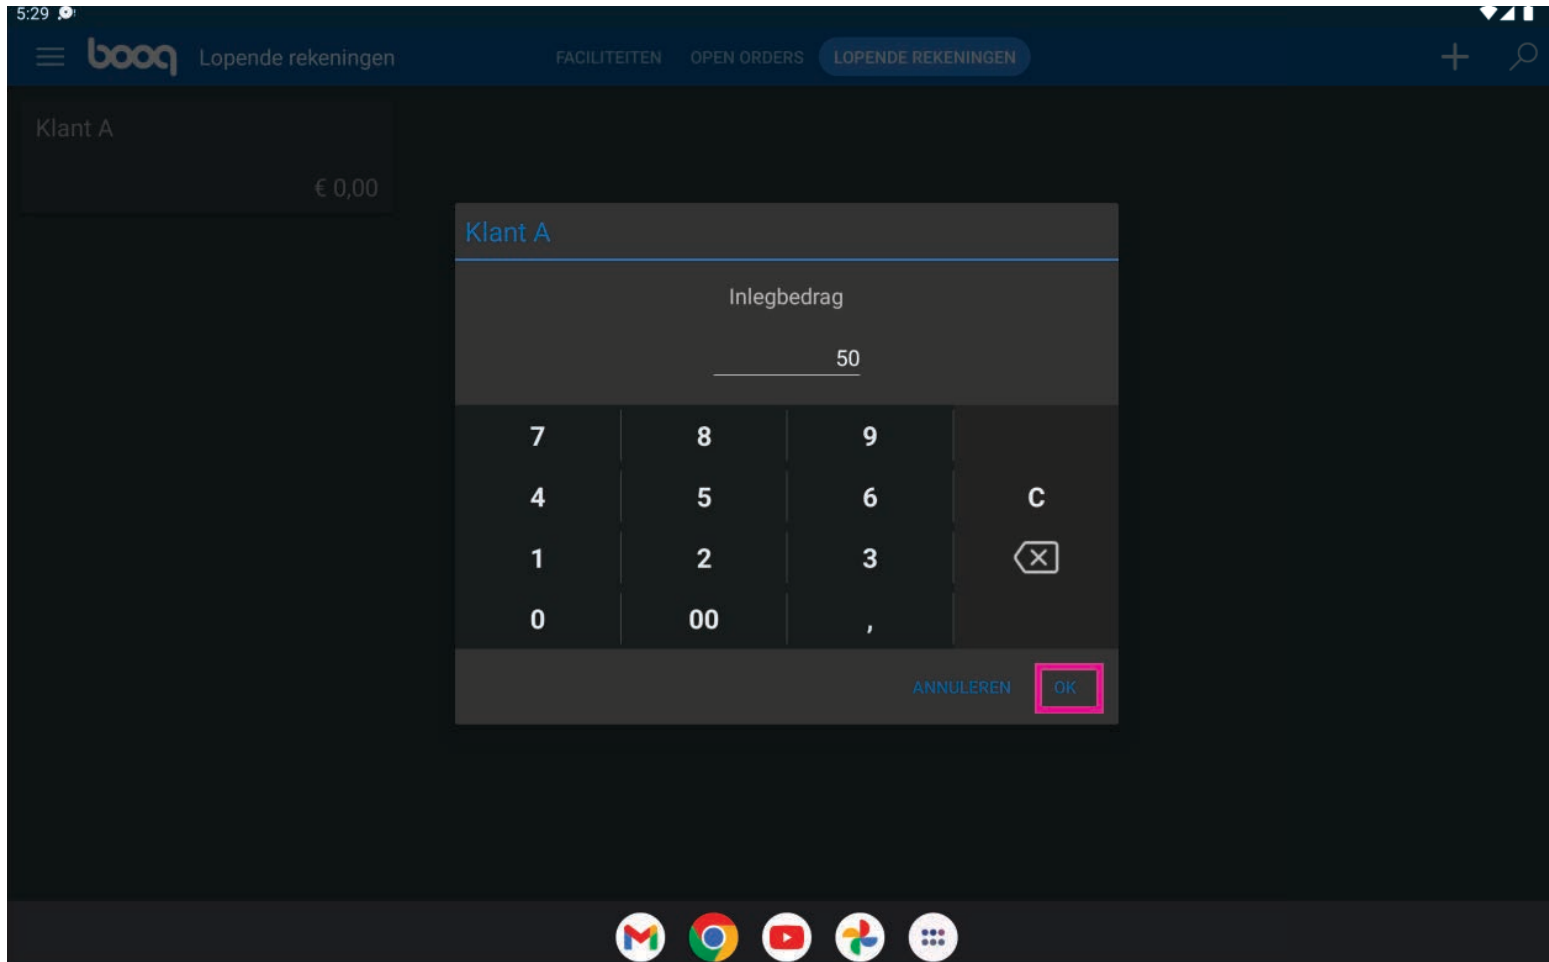 5:29
booq Lopende rekeningen FACILITEITEN OPEN ORDERS LOPENDE REKENINGEN
Klant A
€ 0,00
Klant A
Inlegbedrag
50
7 8 9
4 5 6 C
1 2 3
0 00 ,
ANNULEREN OK